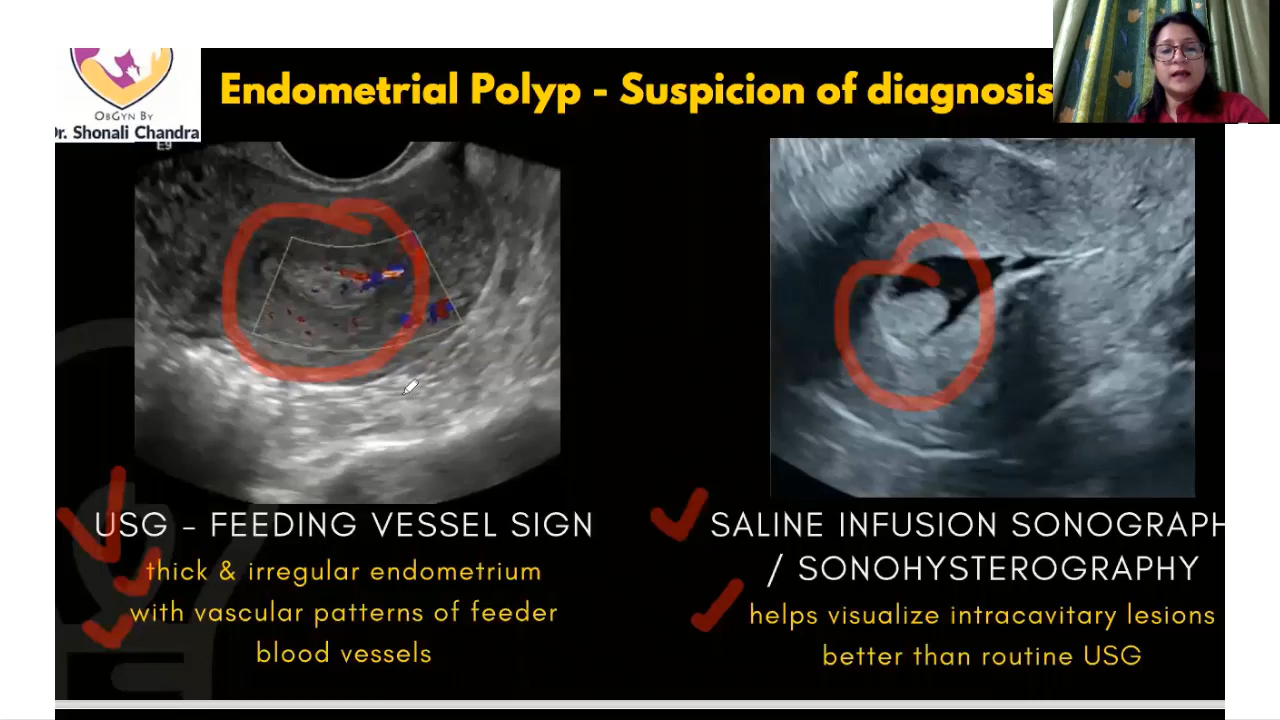 Endometrial Polyp - Suspicion of diagnosis
OBGYN BY
Dr. Shonali Chandra
E9
USG - FEEDING VESSEL SIGN
thick & irregular endometrium
with vascular patterns of feeder
blood vessels
SALINE INFUSION SONOGRAPH
/ SONOHYSTEROGRAPHY
helps visualize intracavitary lesions
better than routine USG